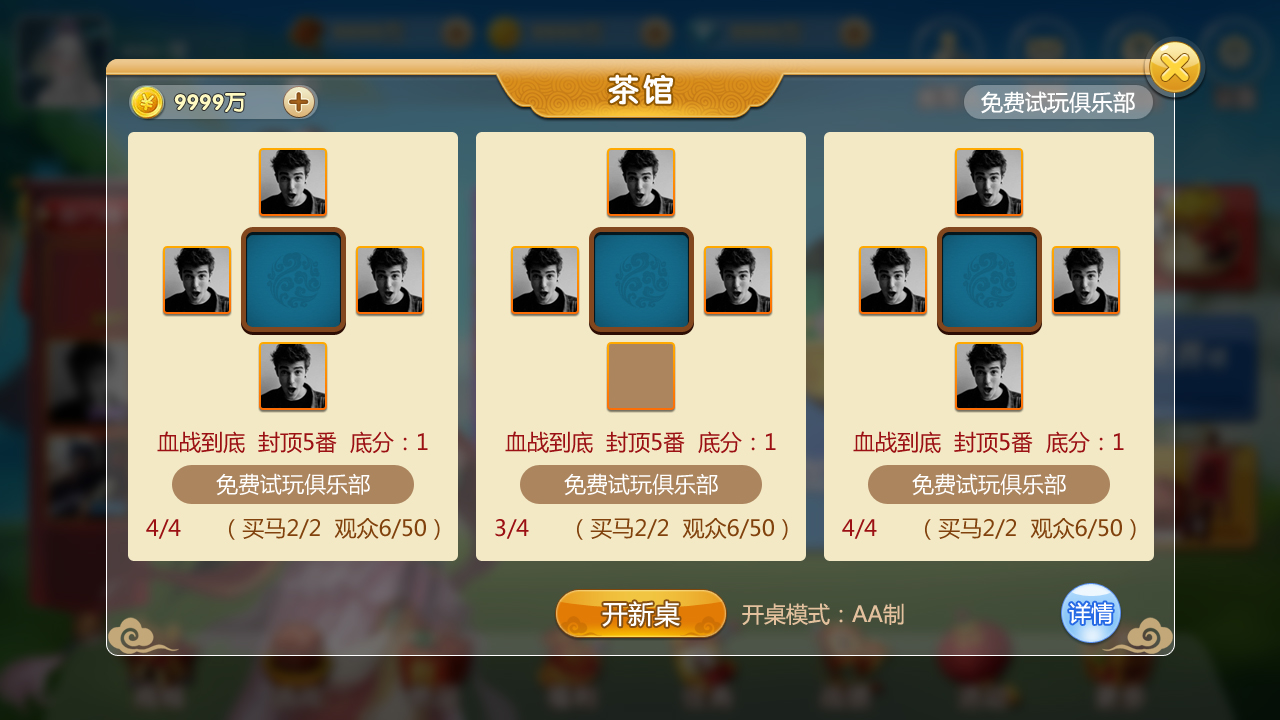 茶馆
9999万
免费试玩俱乐部
血战到底 封顶5番 底分：1
免费试玩俱乐部
4/4 （买马2/2 观众6/50）
血战到底 封顶5番 底分：1
免费试玩俱乐部
3/4 （买马2/2 观众6/50）
血战到底 封顶5番 底分：1
免费试玩俱乐部
4/4 （买马2/2 观众6/50）
开新桌
开桌模式：AA制
详情